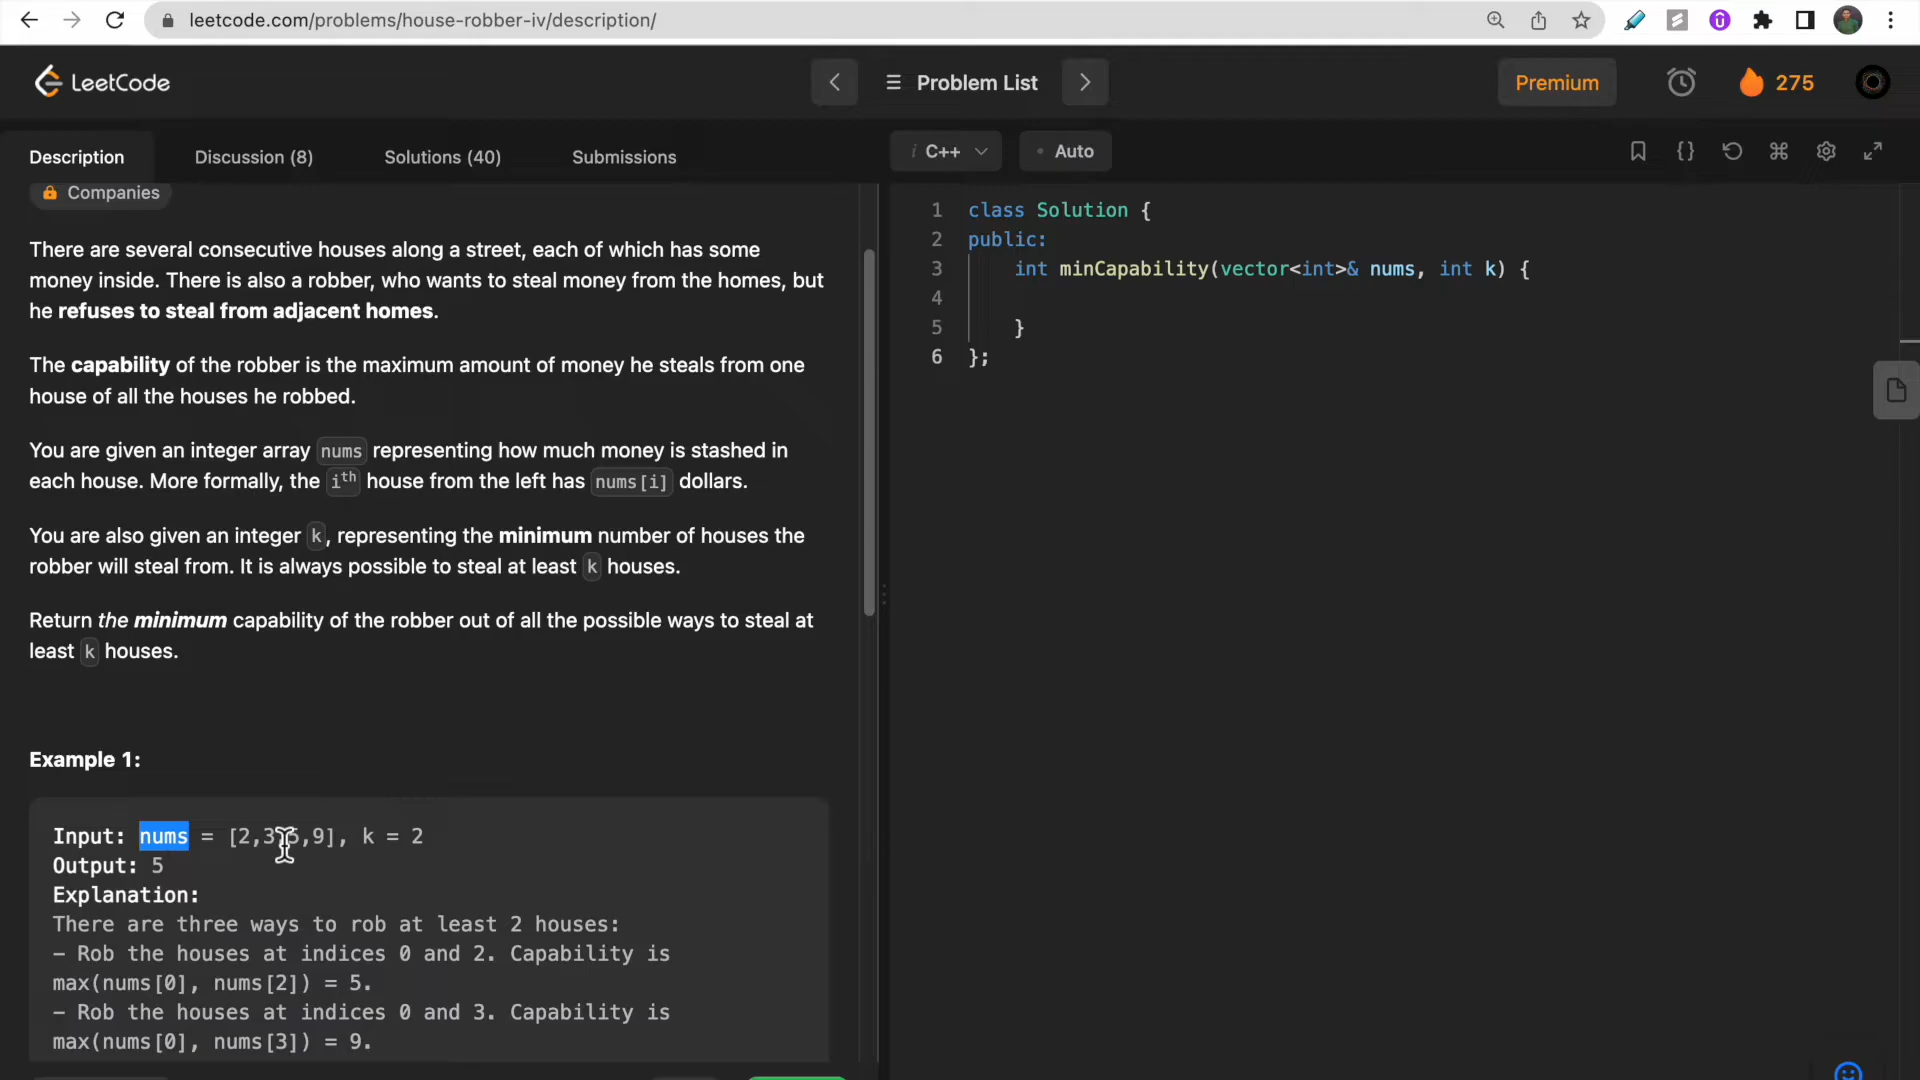 leetcode.com/problems/house-robber-iv/description/
LeetCode
Problem List
Premium
275
Description
Discussion (8)
Solutions (40)
Submissions
i C++
Auto
Companies
There are several consecutive houses along a street, each of which has some
money inside. There is also a robber, who wants to steal money from the homes, but
he refuses to steal from adjacent homes.
The capability of the robber is the maximum amount of money he steals from one
house of all the houses he robbed.
You are given an integer array nums representing how much money is stashed in
each house. More formally, the ith house from the left has nums[i] dollars.
You are also given an integer k, representing the minimum number of houses the
robber will steal from. It is always possible to steal at least k houses.
Return the minimum capability of the robber out of all the possible ways to steal at
least k houses.
Example 1:
Input: nums = [2,3,5,9], k = 2
Output: 5
Explanation:
There are three ways to rob at least 2 houses:
- Rob the houses at indices 0 and 2. Capability is
max(nums[0], nums[2]) = 5.
- Rob the houses at indices 0 and 3. Capability is
max(nums[0], nums[3]) = 9.
1 class Solution {
2 public:
3 int minCapability(vector<int>& nums, int k) {
4
5 }
6 };